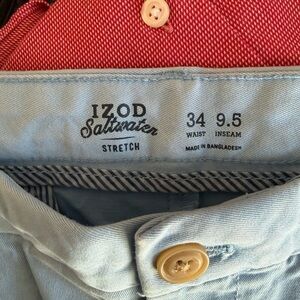 IZOD
Saltwater
STRETCH
34 9.5
WAIST INSEAM
MADE IN BANGLADESH